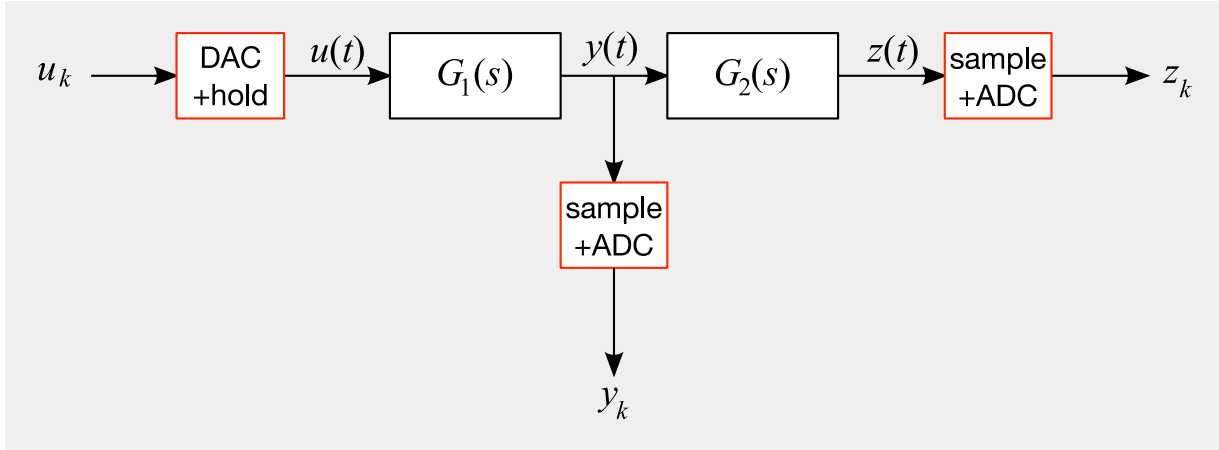 u_k
DAC
+hold
u(t)
G_1(s)
y(t)
G_2(s)
z(t)
sample
+ADC
z_k
sample
+ADC
y_k